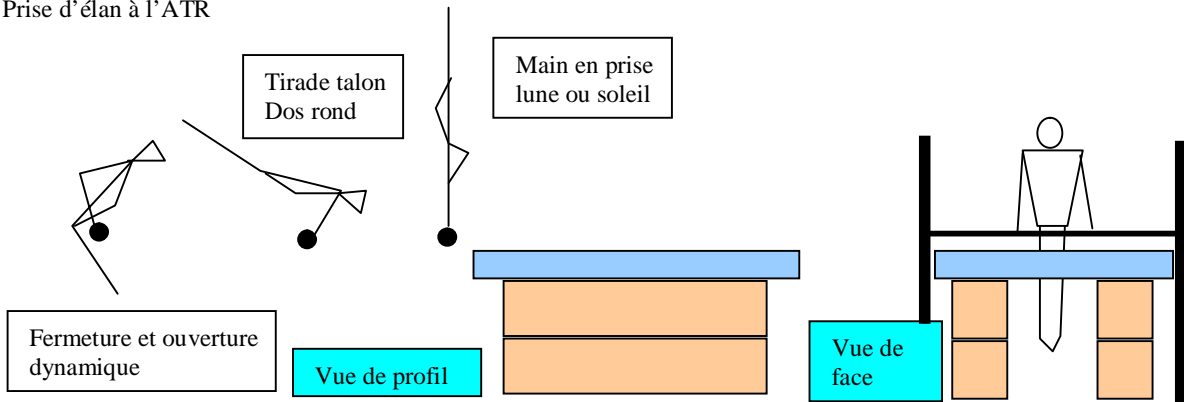 Prise d’élan à l’ATR
Tirade talon
Dos rond
Main en prise
lune ou soleil
Fermeture et ouverture
dynamique
Vue de profil
Vue de
face